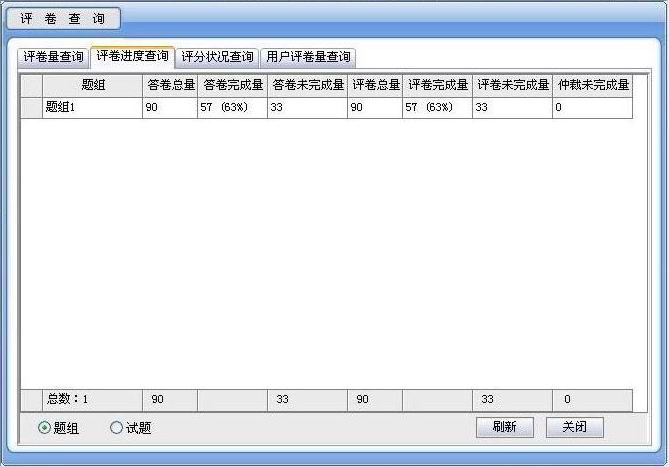 评 卷 查 询
评卷量查询 评卷进度查询 评分状况查询 用户评卷量查询
题组 答卷总量 答卷完成量 答卷未完成量 评卷总量 评卷完成量 评卷未完成量 仲裁未完成量
题组1 90 57 (63%) 33 90 57 (63%) 33 0
总数：1 90 33 90 33 0
题组 试题 刷新 关闭